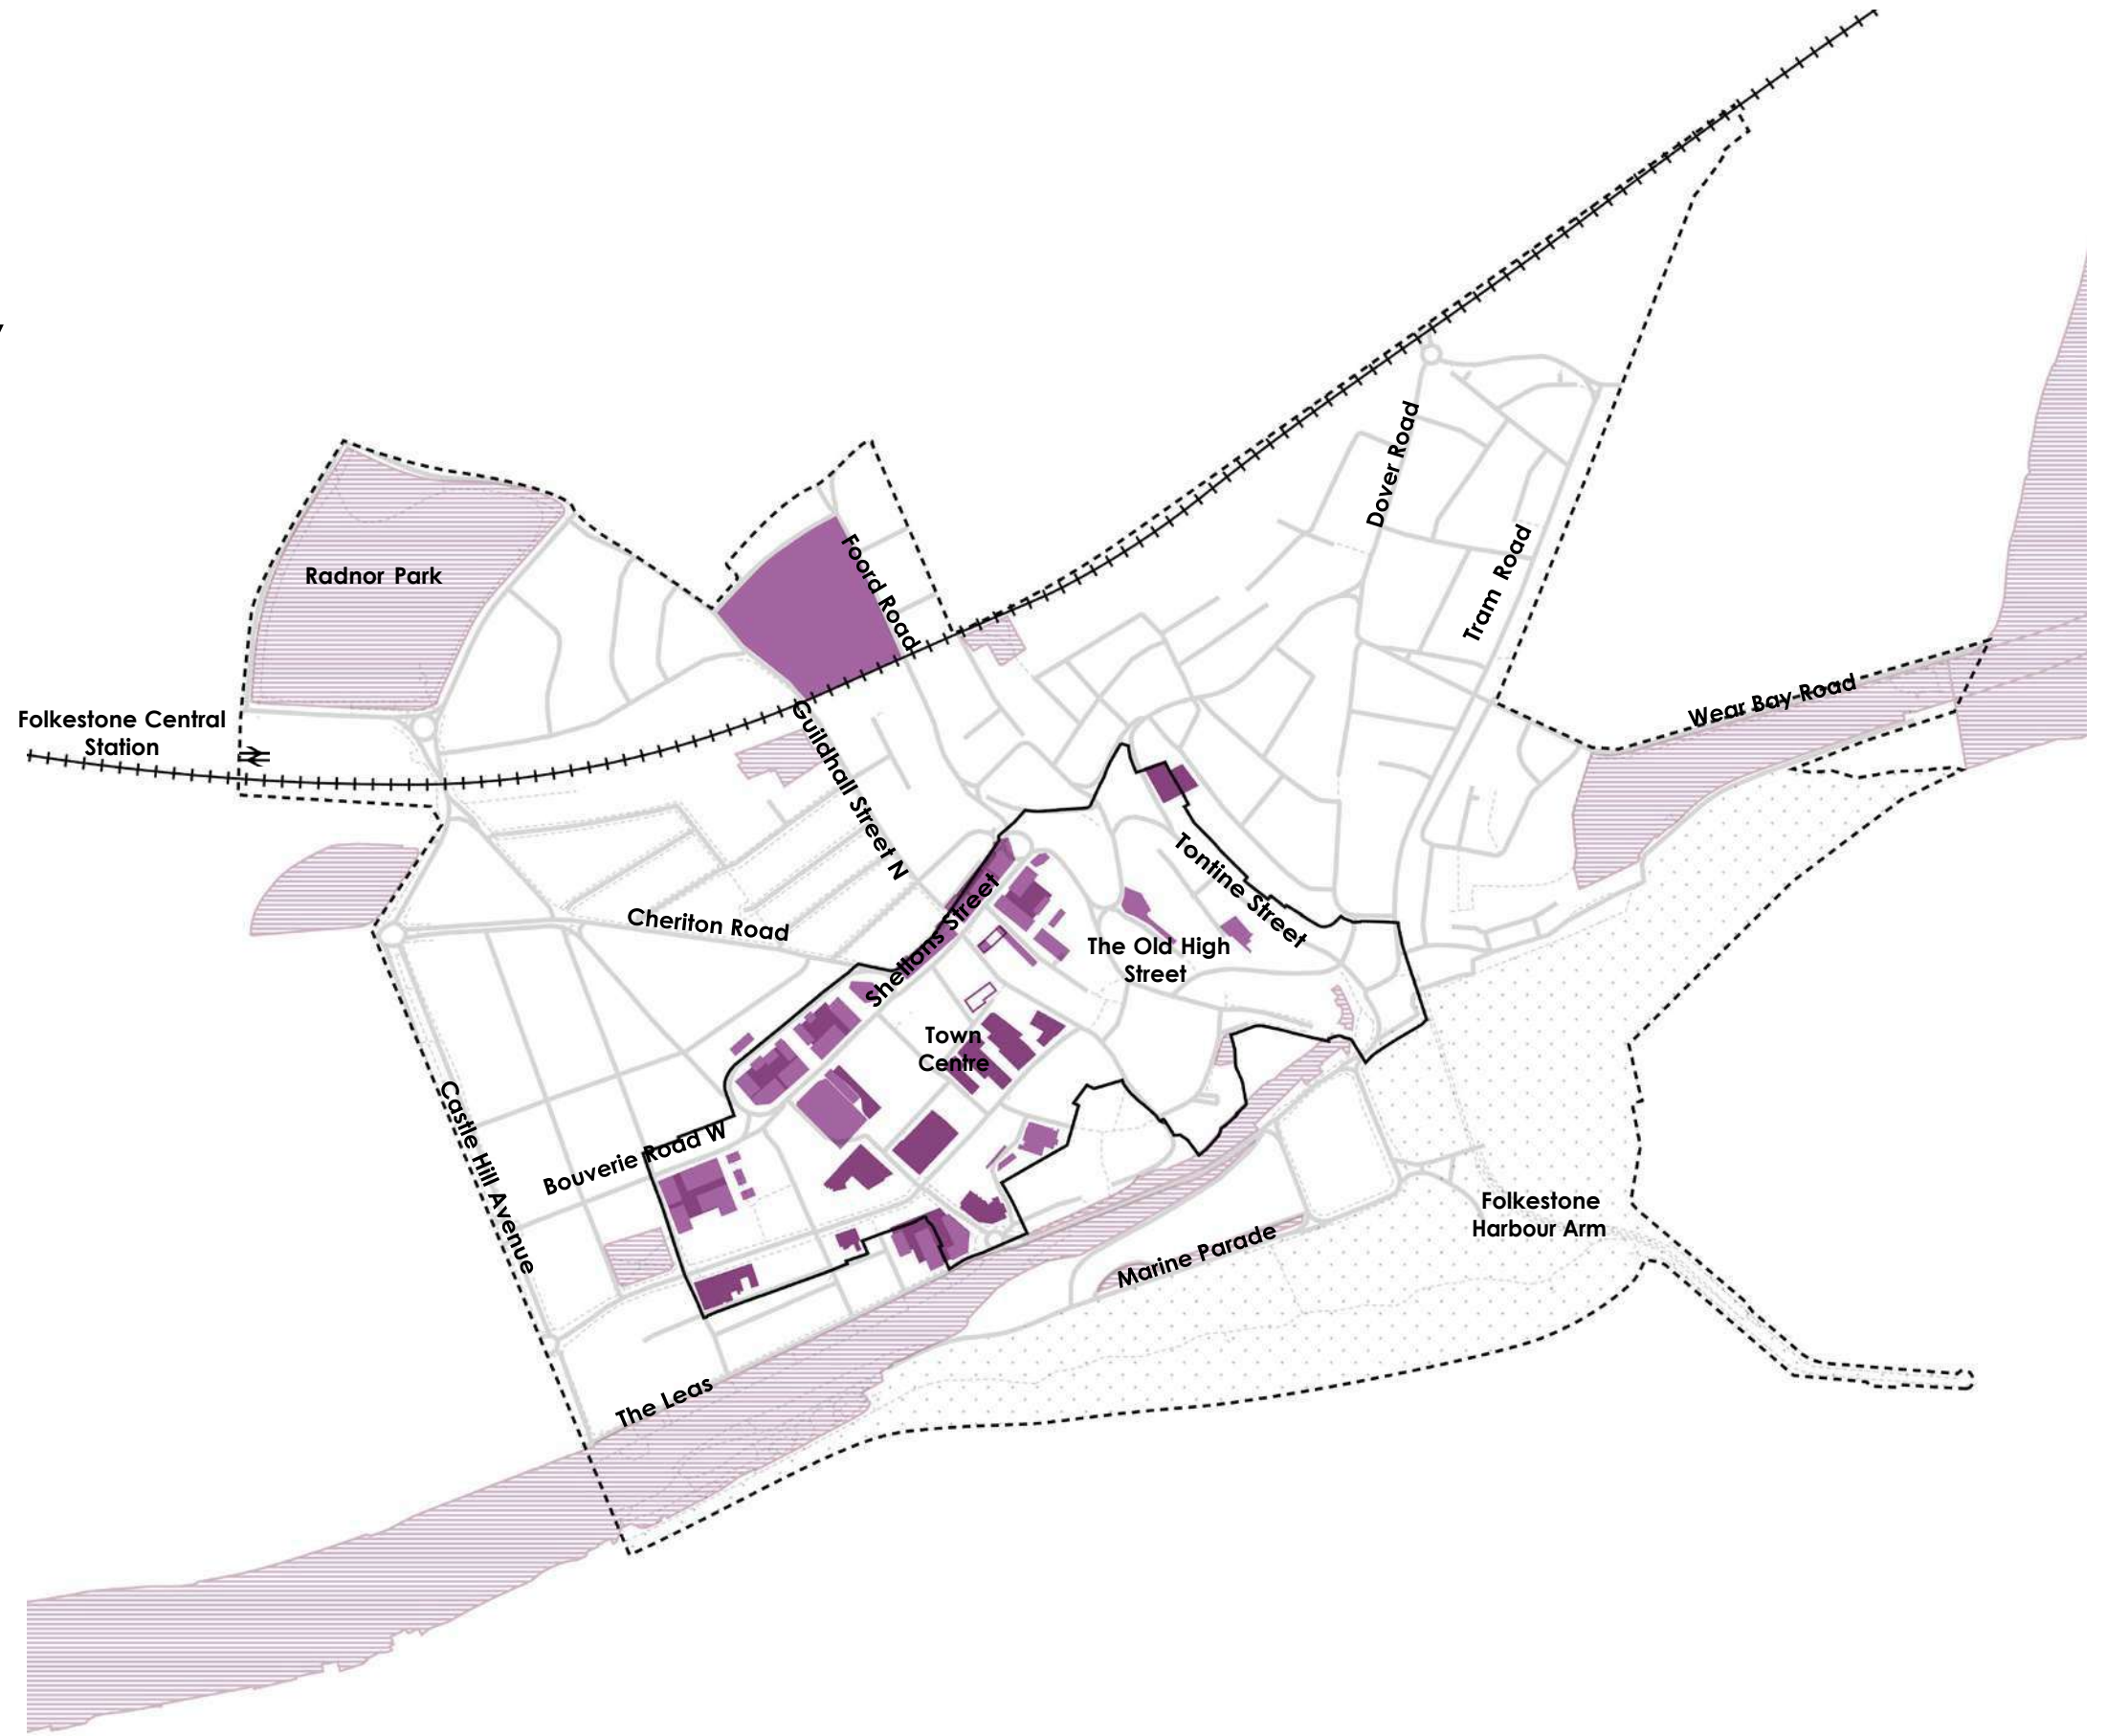 Dover Road
Foord Road
Tram Road
Radnor Park
Wear Bay Road
Folkestone Central
Station
Guildhall Street N
Tontine Street
Cheriton Road
Shellons Street
The Old High
Street
Town
Centre
Castle Hill Avenue
Bouverie Road W
Folkestone
Harbour Arm
Marine Parade
The Leas